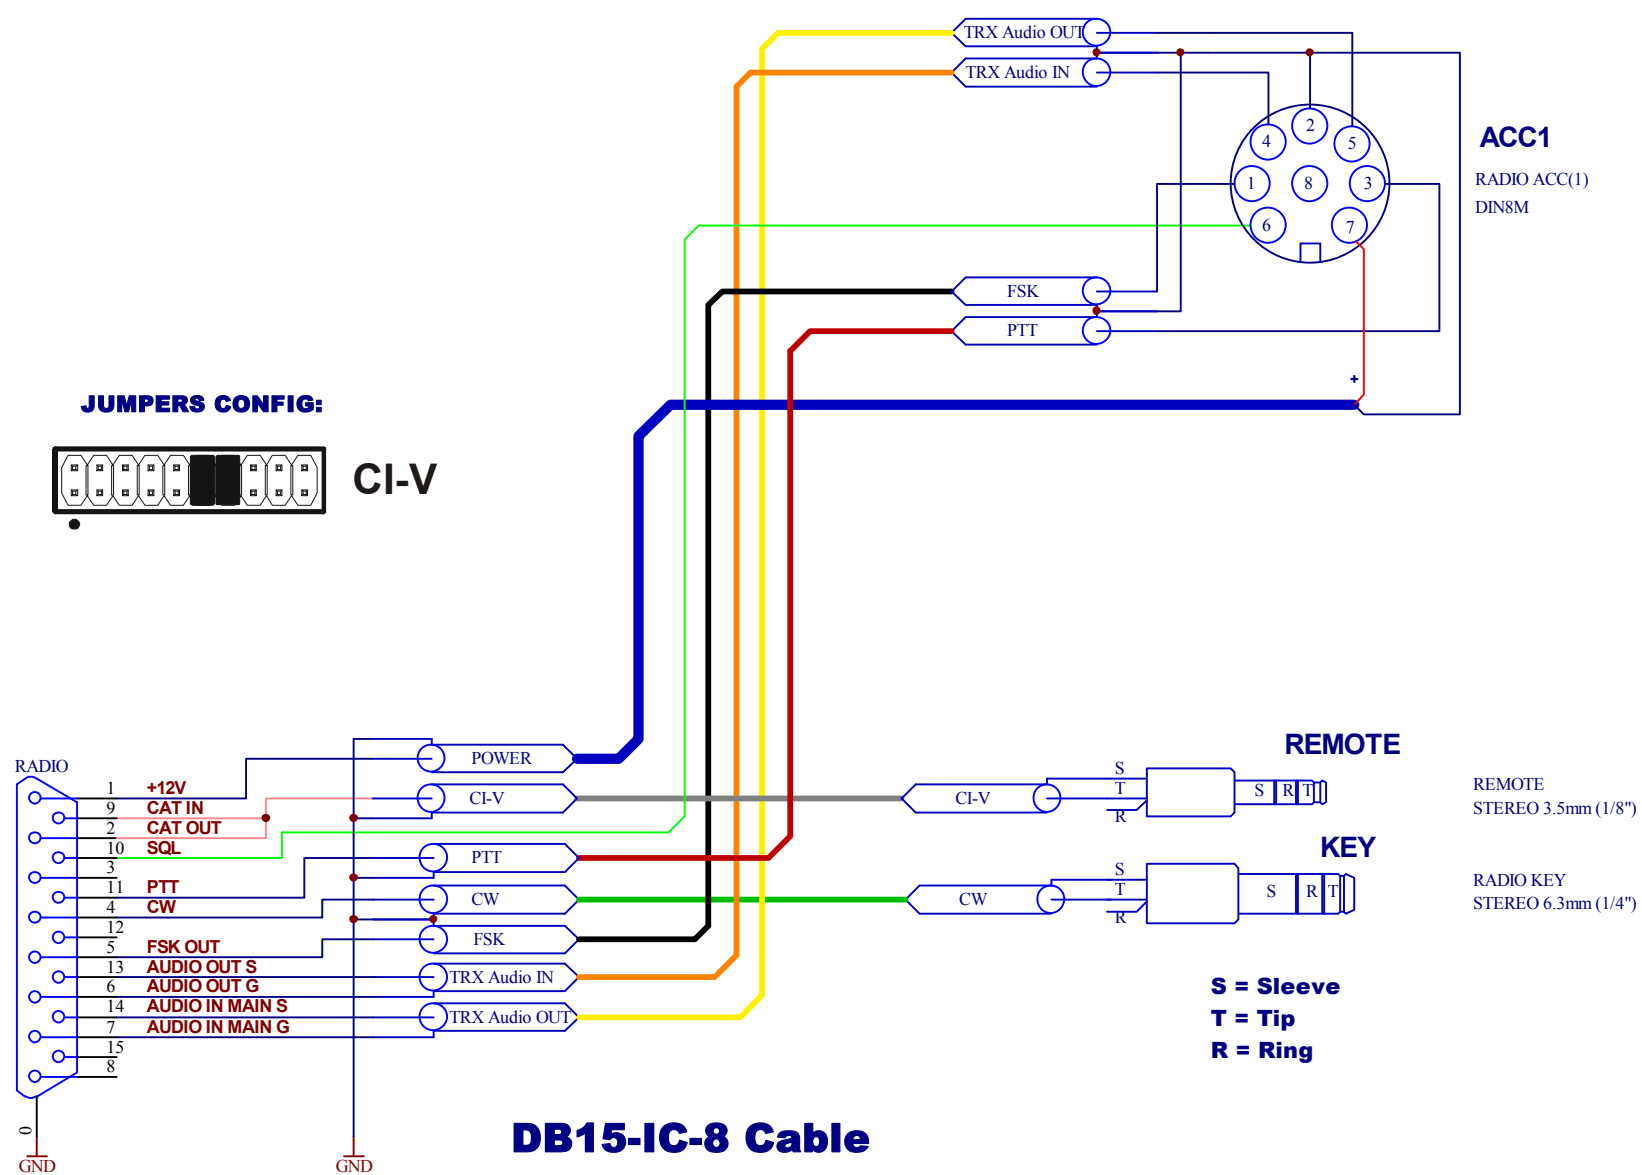 TRX Audio OUT
TRX Audio IN
2
4
5
1
8
3
6
7
ACC1
RADIO ACC(1)
DIN8M
FSK
PTT
+
JUMPERS CONFIG:
CI-V
RADIO
1 +12V
9 CAT IN
2 CAT OUT
10 SQL
3
11 PTT
4 CW
12
5 FSK OUT
13 AUDIO OUT S
6 AUDIO OUT G
14 AUDIO IN MAIN S
7 AUDIO IN MAIN G
15
8
0
GND
GND
POWER
CI-V
PTT
CW
FSK
TRX Audio IN
TRX Audio OUT
CI-V
S
T
R
S R T
REMOTE
REMOTE
STEREO 3.5mm (1/8")
CW
S
T
R
S R T
KEY
RADIO KEY
STEREO 6.3mm (1/4")
S = Sleeve
T = Tip
R = Ring
DB15-IC-8 Cable